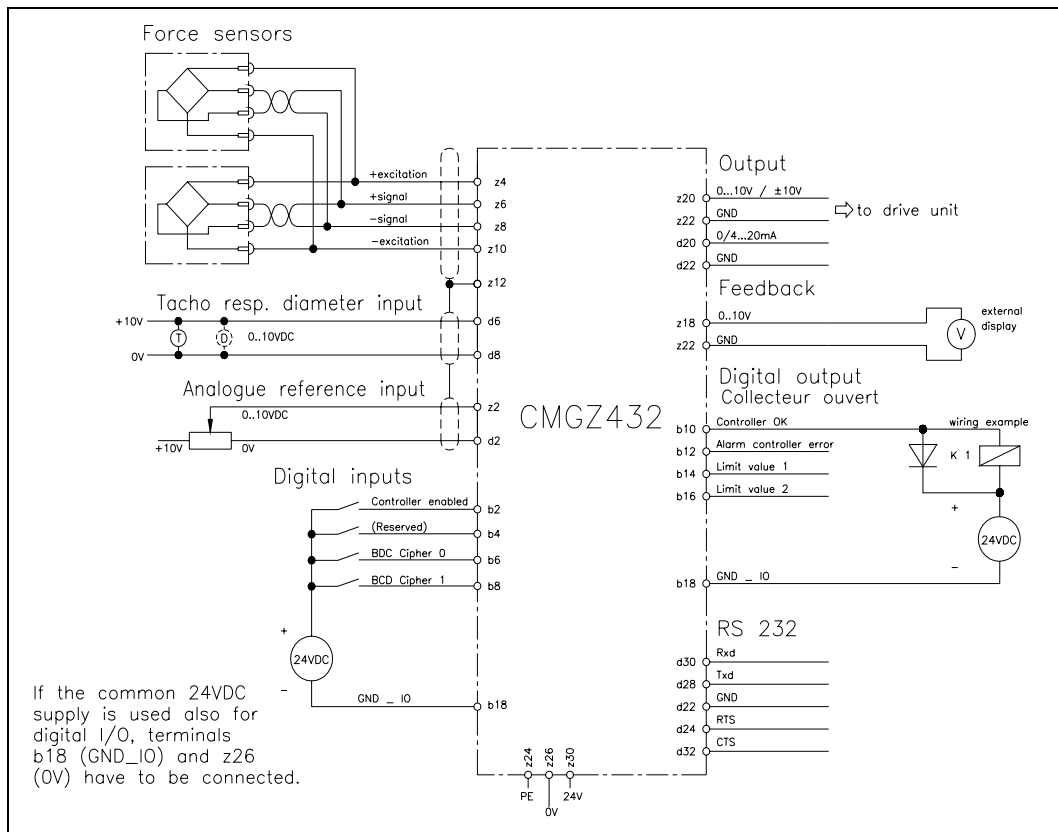 Force sensors
+excitation
z4
+signal
z6
−signal
z8
−excitation
z10
z12
Tacho resp. diameter input
+10V
T
D
0..10VDC
d6
0V
d8
Analogue reference input
0..10VDC
z2
+10V
0V
d2
Digital inputs
Controller enabled
b2
(Reserved)
b4
BDC Cipher 0
b6
BCD Cipher 1
b8
+
24VDC
−
GND _ IO
b18
If the common 24VDC
supply is used also for
digital I/O, terminals
b18 (GND_IO) and z26
(0V) have to be connected.
CMGZ432
z24
z26
z30
PE
0V
24V
Output
z20
0...10V / ±10V
z22
GND
to drive unit
d20
0/4...20mA
d22
GND
Feedback
z18
0..10V
z22
GND
V
external
display
Digital output
Collecteur ouvert
b10
Controller OK
wiring example
b12
Alarm controller error
K 1
b14
Limit value 1
b16
Limit value 2
+
24VDC
−
b18
GND _ IO
RS 232
d30
Rxd
d28
Txd
d22
GND
d24
RTS
d32
CTS